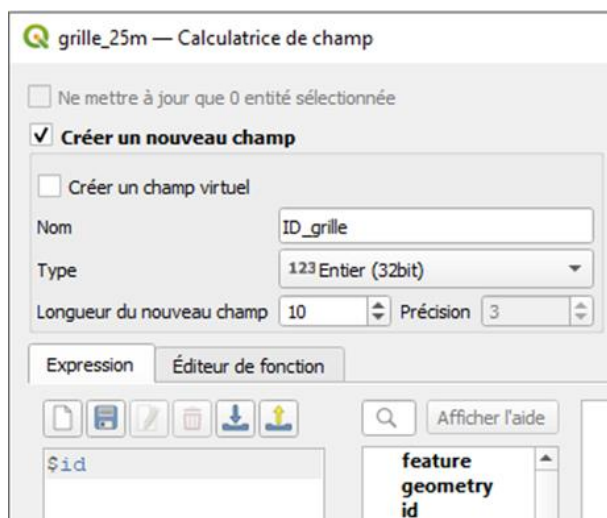 grille_25m — Calculatrice de champ
Ne mettre à jour que 0 entité sélectionnée
Créer un nouveau champ
Créer un champ virtuel
Nom ID_grille
Type 123 Entier (32bit)
Longueur du nouveau champ 10 Précision 3
Expression Éditeur de fonction
Afficher l'aide
$id
feature
geometry
id